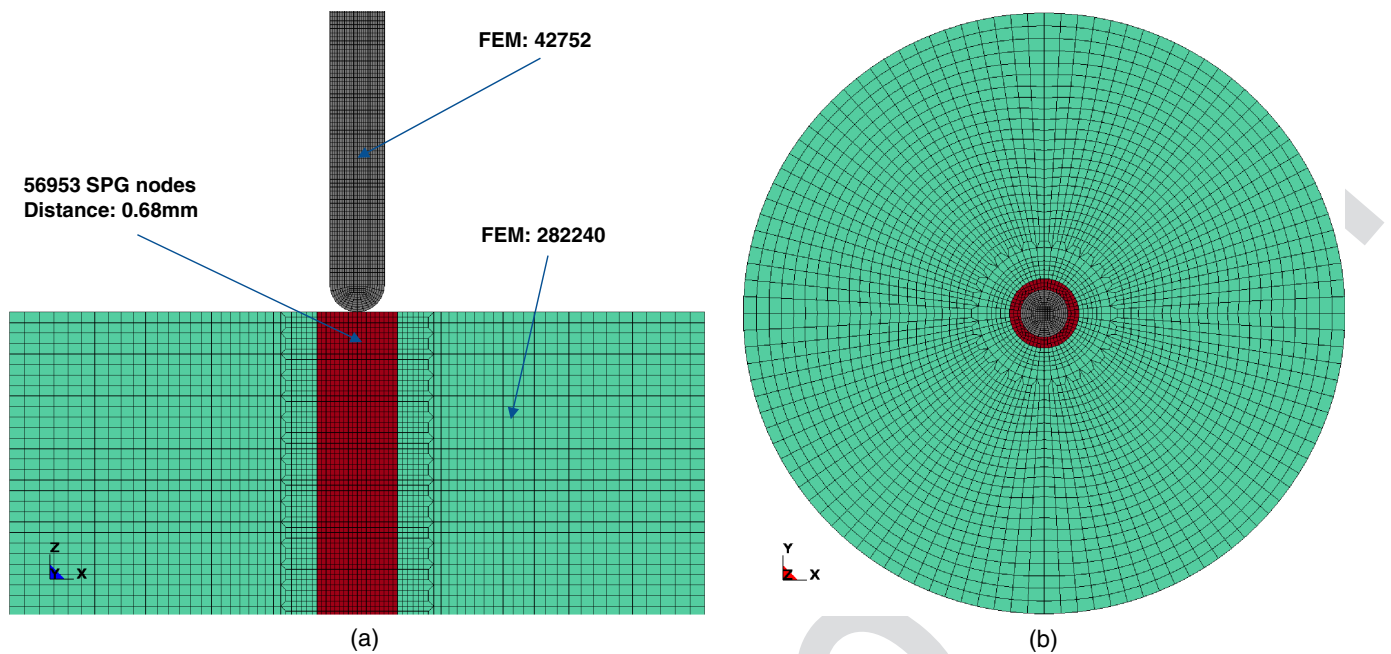 FEM: 42752
56953 SPG nodes
Distance: 0.68mm
FEM: 282240
Z
Y X
(a)
Y
Z X
(b)